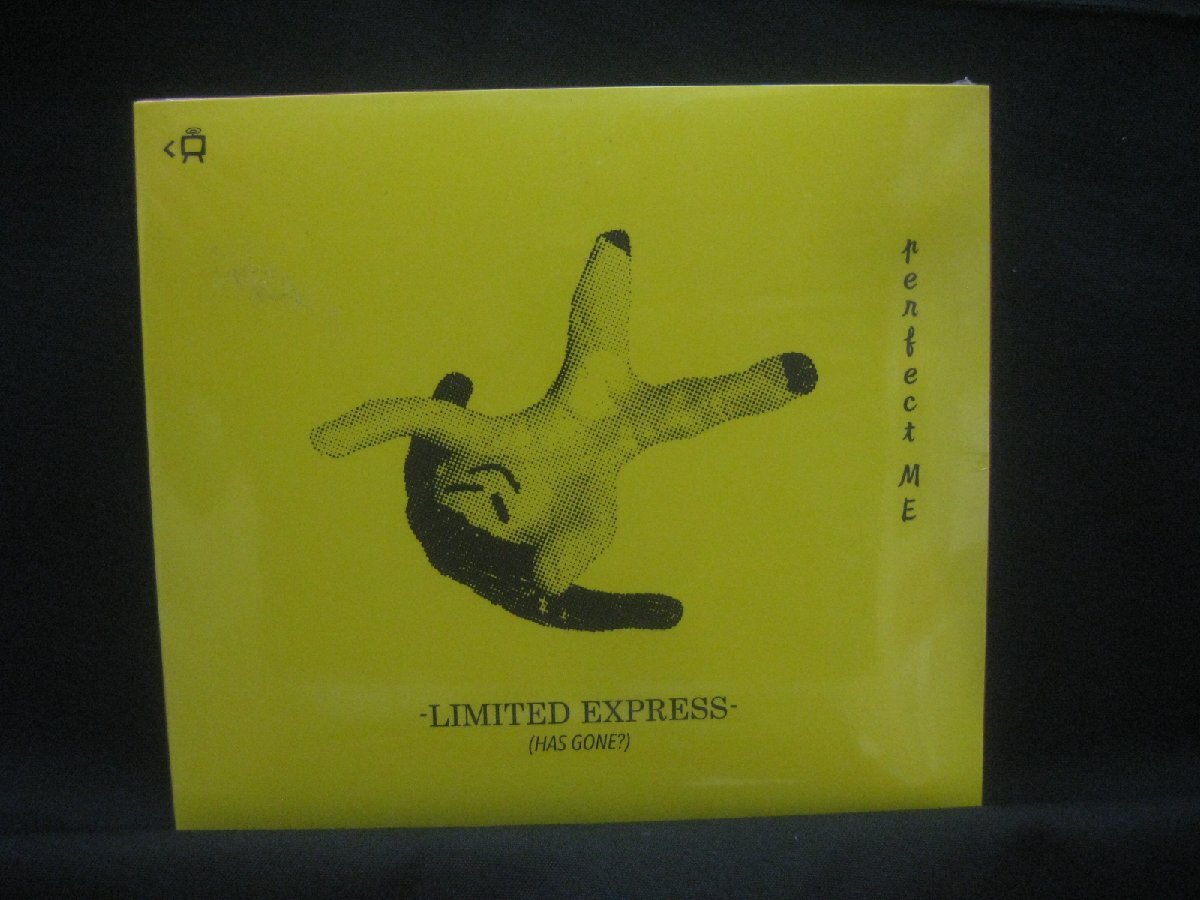 perfect ME
-LIMITED EXPRESS-
(HAS GONE?)